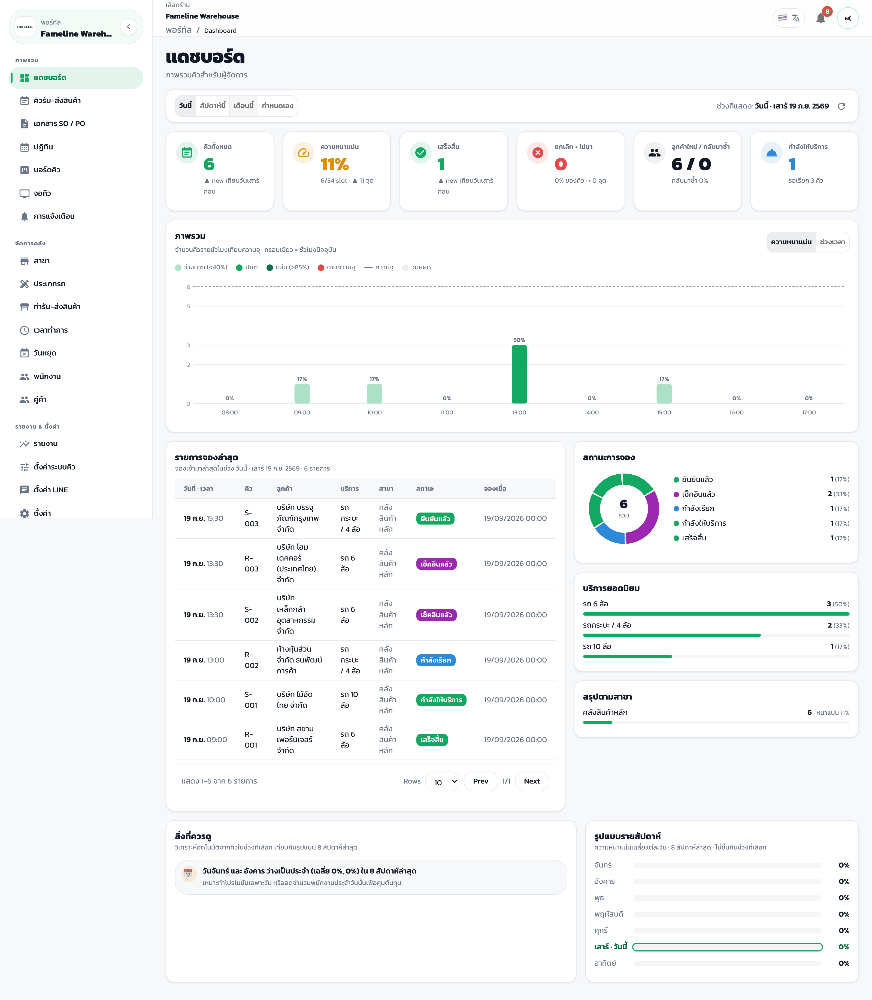 FAMELINE
พอร์ทัล
Fameline Wareh...
ภาพรวม
แดชบอร์ด
คิวรับ-ส่งสินค้า
เอกสาร SO / PO
ปฏิทิน
บอร์ดคิว
จอคิว
การแจ้งเตือน
จัดการคลัง
สาขา
ประเภทรถ
ท่ารับ-ส่งสินค้า
เวลาทำการ
วันหยุด
พนักงาน
คู่ค้า
รายงาน & ตั้งค่า
รายงาน
ตั้งค่าระบบคิว
ตั้งค่า LINE
ตั้งค่า
เลือกร้าน
Fameline Warehouse
พอร์ทัล / Dashboard
8
ผ(
แดชบอร์ด
ภาพรวมคิวสำหรับผู้จัดการ
วันนี้ สัปดาห์นี้ เดือนนี้ กำหนดเอง
ช่วงที่แสดง: วันนี้ · เสาร์ 19 ก.ย. 2569
คิวทั้งหมด
6
▲ new เทียบวันเสาร์
ก่อน
ความหนาแน่น
11%
6/54 slot · ▲ 11 จุด
เสร็จสิ้น
1
▲ new เทียบวันเสาร์
ก่อน
ยกเลิก + ไม่มา
0
0% ของคิว · • 0 จุด
ลูกค้าใหม่ / กลับมาซ้ำ
6 / 0
กลับมาซ้ำ 0%
กำลังให้บริการ
1
รอเรียก 3 คิว
ภาพรวม
จำนวนคิวรายชั่วโมงเทียบความจุ · กรอบเขียว = ชั่วโมงปัจจุบัน
ความหนาแน่น ช่วงเวลา
ว่างมาก (<40%) ปกติ แน่น (>85%) เกินความจุ ความจุ วันหยุด
6
5
3
2
0
0% 17% 17% 0% 50% 0% 17% 0% 0%
08:00 09:00 10:00 11:00 13:00 14:00 15:00 16:00 17:00
รายการจองล่าสุด
จองเข้ามาล่าสุดในช่วง วันนี้ · เสาร์ 19 ก.ย. 2569 · 6 รายการ
วันที่ · เวลา คิว ลูกค้า บริการ สาขา สถานะ จองเมื่อ
19 ก.ย. 15:30
S-
003
บริษัท บรรจุ
ภัณฑ์กรุงเทพ
จำกัด
รถ
กระบะ
/ 4 ล้อ
คลัง
สินค้า
หลัก
ยืนยันแล้ว
19/09/2026 00:00
19 ก.ย. 13:30
R-
003
บริษัท โฮม
เดคคอร์
(ประเทศไทย)
จำกัด
รถ 6
ล้อ
คลัง
สินค้า
หลัก
เช็คอินแล้ว
19/09/2026 00:00
19 ก.ย. 13:30
S-
002
บริษัท
เหล็กกล้า
อุตสาหกรรม
จำกัด
รถ 6
ล้อ
คลัง
สินค้า
หลัก
เช็คอินแล้ว
19/09/2026 00:00
19 ก.ย. 13:00
R-
002
ห้างหุ้นส่วน
จำกัด ธนพัฒน์
การค้า
รถ
กระบะ
/ 4 ล้อ
คลัง
สินค้า
หลัก
กำลังเรียก
19/09/2026 00:00
19 ก.ย. 10:00
S-
001
บริษัท ไม้อัด
ไทย จำกัด
รถ 10
ล้อ
คลัง
สินค้า
หลัก
กำลังให้บริการ
19/09/2026 00:00
19 ก.ย. 09:00
R-
001
บริษัท สยาม
เฟอร์นิเจอร์
จำกัด
รถ 6
ล้อ
คลัง
สินค้า
หลัก
เสร็จสิ้น
19/09/2026 00:00
แสดง 1-6 จาก 6 รายการ
Rows 10 Prev 1/1 Next
สถานะการจอง
6
รวม
ยืนยันแล้ว 1 (17%)
เช็คอินแล้ว 2 (33%)
กำลังเรียก 1 (17%)
กำลังให้บริการ 1 (17%)
เสร็จสิ้น 1 (17%)
บริการยอดนิยม
รถ 6 ล้อ 3 (50%)
รถกระบะ / 4 ล้อ 2 (33%)
รถ 10 ล้อ 1 (17%)
สรุปตามสาขา
คลังสินค้าหลัก 6 · หนาแน่น 11%
สิ่งที่ควรดู
วิเคราะห์อัตโนมัติจากคิวในช่วงที่เลือก เทียบกับรูปแบบ 8 สัปดาห์ล่าสุด
17
วันจันทร์ และ อังคาร ว่างเป็นประจำ (เฉลี่ย 0%, 0%) ใน 8 สัปดาห์ล่าสุด
เหมาะทำโปรโมชั่นเฉพาะวัน หรือลดจำนวนพนักงานประจำวันนั้นเพื่อคุมต้นทุน
รูปแบบรายสัปดาห์
ความหนาแน่นเฉลี่ยแต่ละวัน · 8 สัปดาห์ล่าสุด · ไม่ขึ้นกับช่วงที่เลือก
จันทร์ 0%
อังคาร 0%
พุธ 0%
พฤหัสบดี 0%
ศุกร์ 0%
เสาร์ · วันนี้ 0%
อาทิตย์ 0%